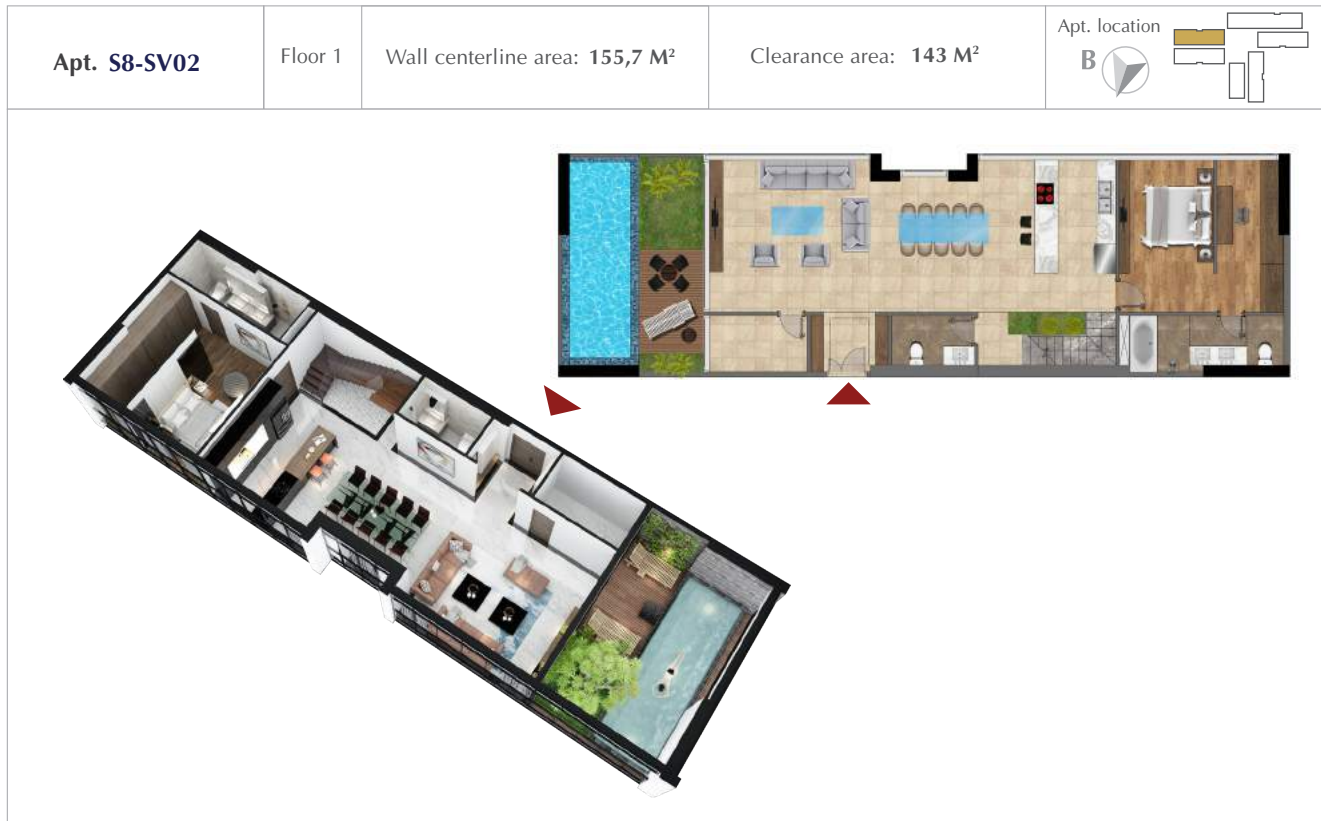 Apt. S8-SV02
Floor 1
Wall centerline area: 155,7 M²
Clearance area: 143 M²
Apt. location
B